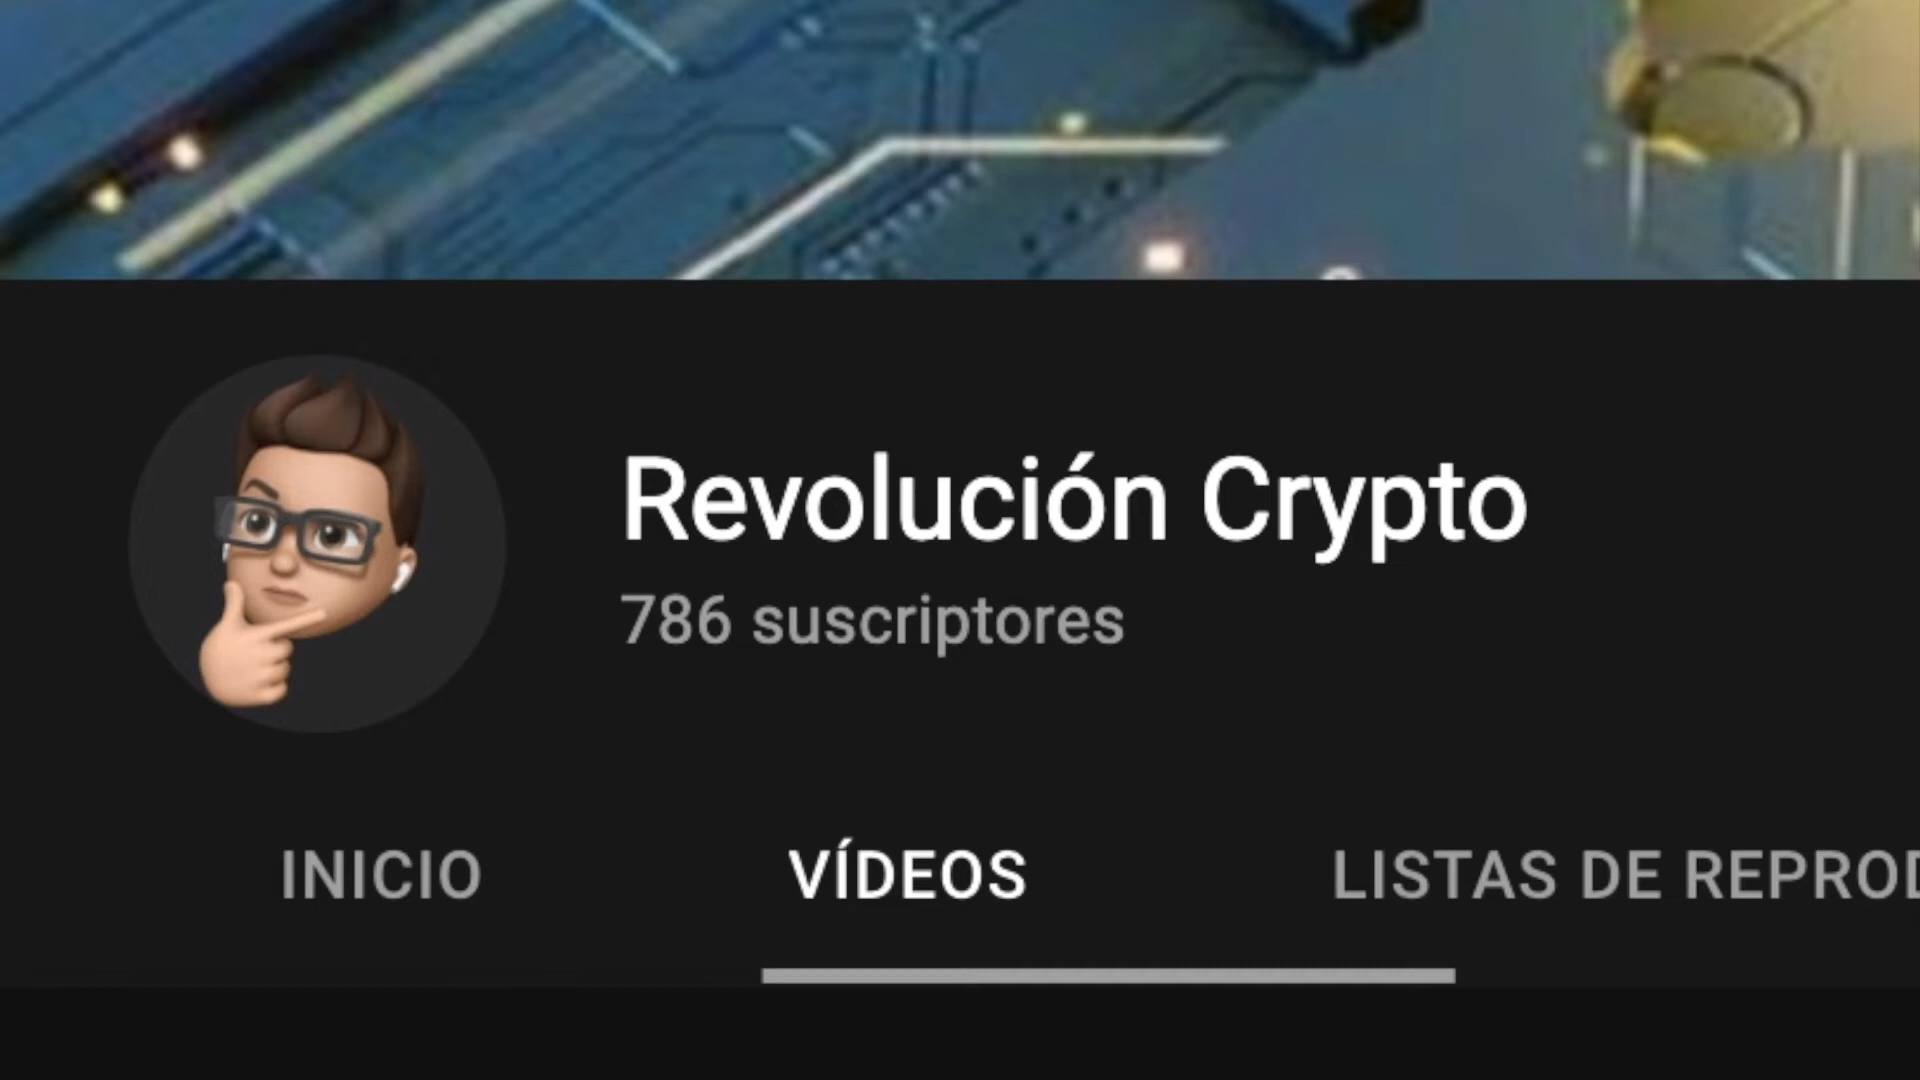 Revolución Crypto
786 suscriptores
INICIO VÍDEOS LISTAS DE REPROD